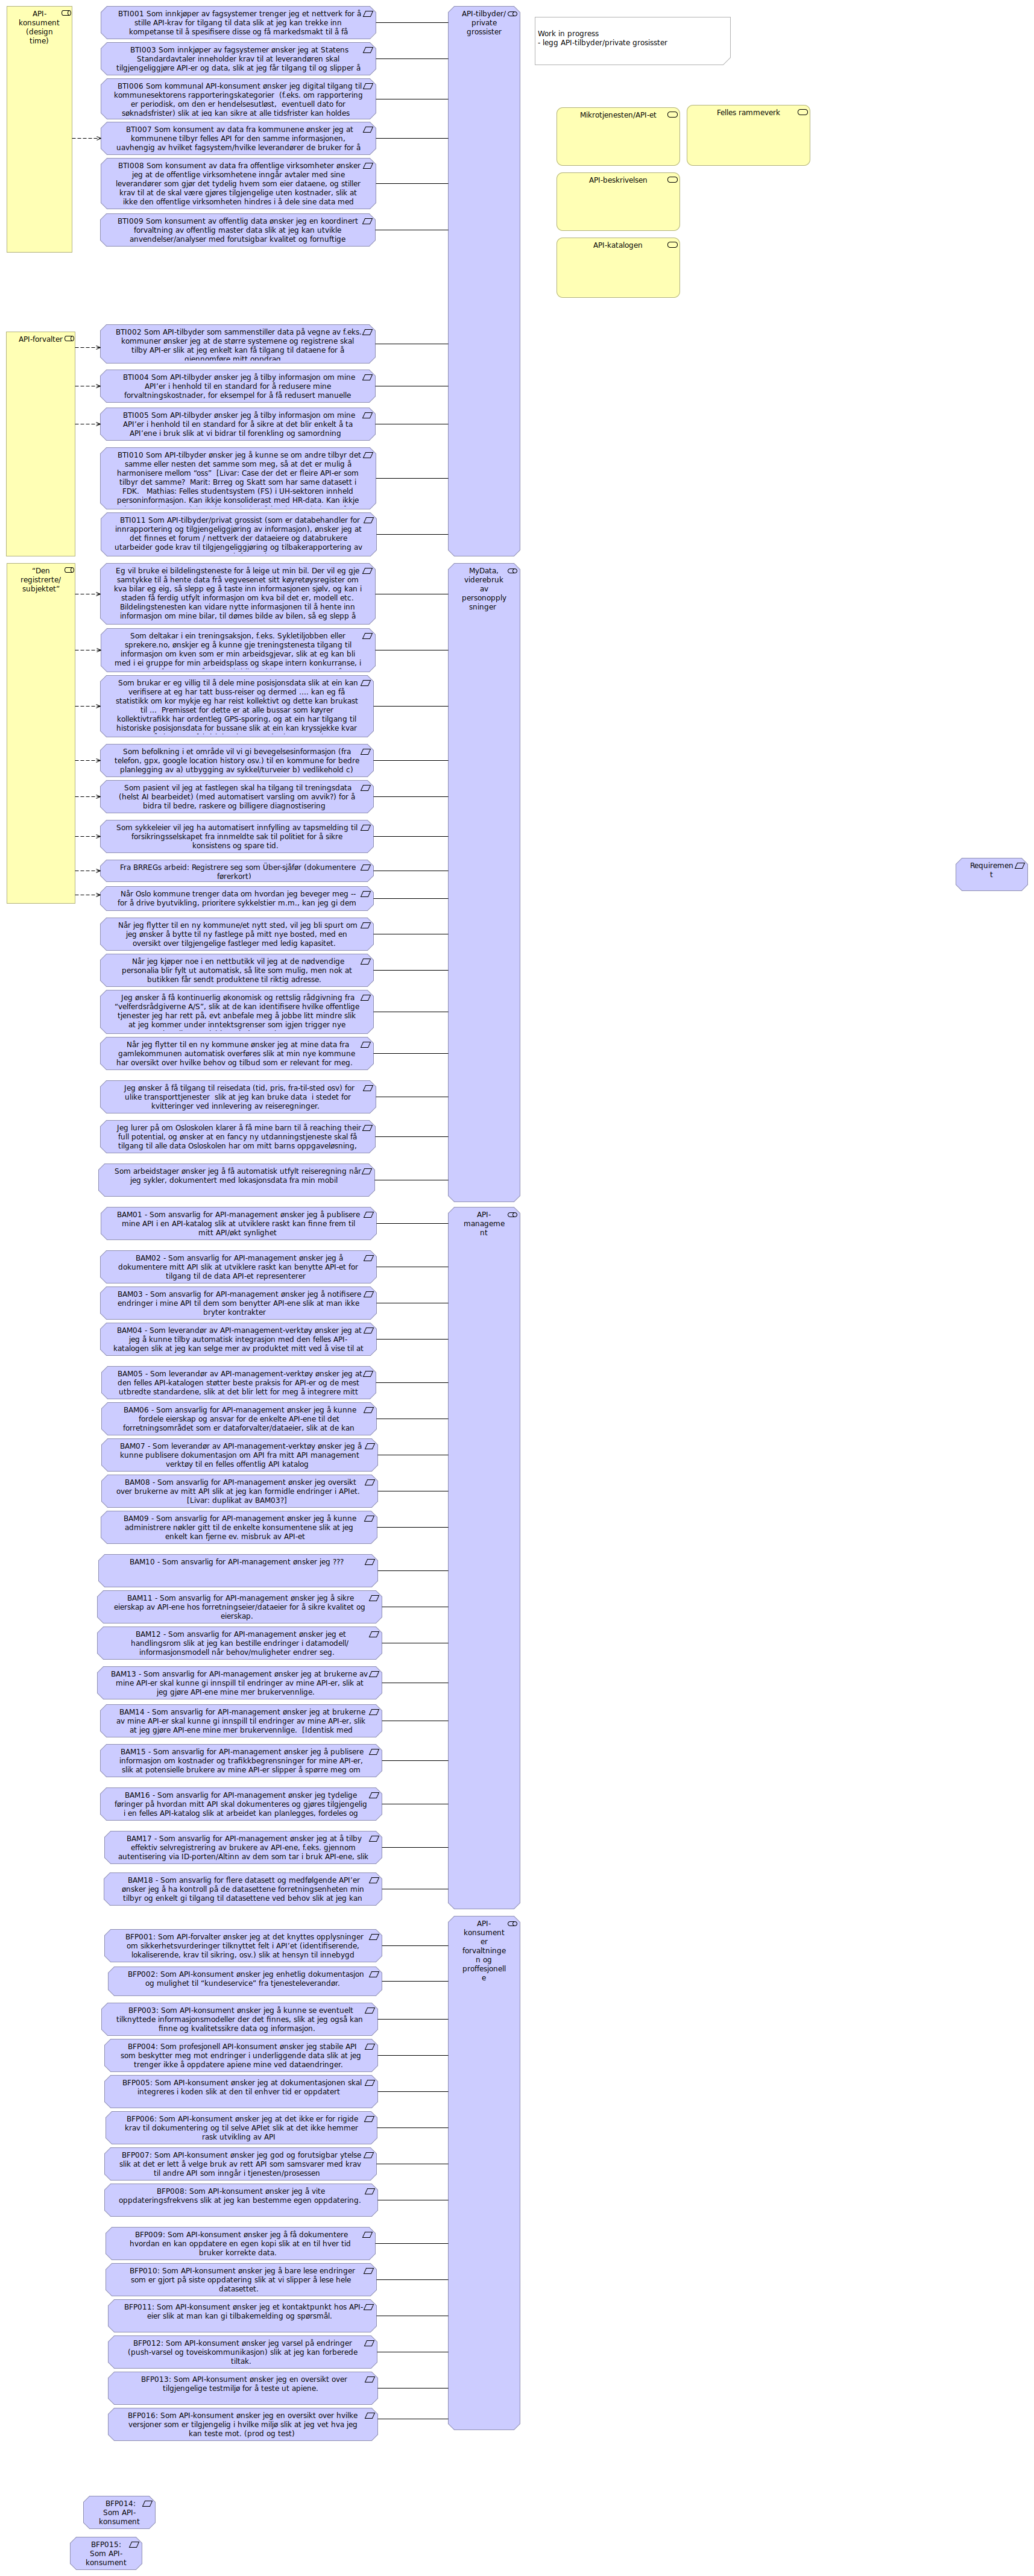 API-
konsument
(design
time)
BTI001 Som innkjøper av fagsystemer trenger jeg et nettverk for å
stille API-krav for tilgang til data slik at jeg kan trekke inn
kompetanse til å spesifisere disse og få markedsmakt til å få
BTI003 Som innkjøper av fagsystemer ønsker jeg at Statens
Standardavtaler inneholder krav til at leverandøren skal
tilgjengeliggjøre API-er og data, slik at jeg får tilgang til og slipper å
BTI006 Som kommunal API-konsument ønsker jeg digital tilgang til
kommunesektorens rapporteringskategorier (f.eks. om rapportering
er periodisk, om den er hendelsesutløst, eventuell dato for
søknadsfrister) slik at jeg kan sikre at alle tidsfrister kan holdes
BTI007 Som konsument av data fra kommunene ønsker jeg at
kommunene tilbyr felles API for den samme informasjonen,
uavhengig av hvilket fagsystem/hvilke leverandører de bruker for å
BTI008 Som konsument av data fra offentlige virksomheter ønsker
jeg at de offentlige virksomhetene inngår avtaler med sine
leverandører som gjør det tydelig hvem som eier dataene, og stiller
krav til at de skal være gjøres tilgjengelige uten kostnader, slik at
ikke den offentlige virksomheten hindres i å dele sine data med
BTI009 Som konsument av offentlig data ønsker jeg en koordinert
forvaltning av offentlig master data slik at jeg kan utvikle
anvendelser/analyser med forutsigbar kvalitet og fornuftige
API-tilbyder/
private
grossister
Work in progress
- legg API-tilbyder/private grosisster
Mikrotjenesten/API-et
Felles rammeverk
API-beskrivelsen
API-katalogen
API-forvalter
BTI002 Som API-tilbyder som sammenstiller data på vegne av f.eks.
kommuner ønsker jeg at de større systemene og registrene skal
tilby API-er slik at jeg enkelt kan få tilgang til dataene for å
gjennomføre mitt oppdrag
BTI004 Som API-tilbyder ønsker jeg å tilby informasjon om mine
API'er i henhold til en standard for å redusere mine
forvaltningskostnader, for eksempel for å få redusert manuelle
BTI005 Som API-tilbyder ønsker jeg å tilby informasjon om mine
API'er i henhold til en standard for å sikre at det blir enkelt å ta
API'ene i bruk slik at vi bidrar til forenkling og samordning
BTI010 Som API-tilbyder ønsker jeg å kunne se om andre tilbyr det
samme eller nesten det samme som meg, så at det er mulig å
harmonisere mellom "oss" [Livar: Case der det er fleire API-er som
tilbyr det samme? Marit: Brreg og Skatt som har same datasett i
FDK. Mathias: Felles studentsystem (FS) i UH-sektoren innheld
personinformasjon. Kan ikkje konsoliderast med HR-data. Kan ikkje
BTI011 Som API-tilbyder/privat grossist (som er databehandler for
innrapportering og tilgjengeliggjøring av informasjon), ønsker jeg at
det finnes et forum / nettverk der dataeiere og databrukere
utarbeider gode krav til tilgjengeliggjøring og tilbakerapportering av
"Den
registrerte/
subjektet"
Eg vil bruke ei bildelingsteneste for å leige ut min bil. Der vil eg gje
samtykke til å hente data frå vegvesenet sitt køyretøysregister om
kva bilar eg eig, så slepp eg å taste inn informasjonen sjølv, og kan i
staden få ferdig utfylt informasjon om kva bil det er, modell etc.
Bildelingstenesten kan vidare nytte informasjonen til å hente inn
informasjon om mine bilar, til dømes bilde av bilen, så eg slepp å
Som deltakar i ein treningsaksjon, f.eks. Sykletiljobben eller
sprekere.no, ønskjer eg å kunne gje treningstenesta tilgang til
informasjon om kven som er min arbeidsgjevar, slik at eg kan bli
med i ei gruppe for min arbeidsplass og skape intern konkurranse, i
Som brukar er eg villig til å dele mine posisjonsdata slik at ein kan
verifisere at eg har tatt buss-reiser og dermed .... kan eg få
statistikk om kor mykje eg har reist kollektivt og dette kan brukast
til ... Premisset for dette er at alle bussar som køyrer
kollektivtrafikk har ordentleg GPS-sporing, og at ein har tilgang til
historiske posisjonsdata for bussane slik at ein kan kryssjekke kvar
Som befolkning i et område vil vi gi bevegelsesinformasjon (fra
telefon, gpx, google location history osv.) til en kommune for bedre
planlegging av a) utbygging av sykkel/turveier b) vedlikehold c)
Som pasient vil jeg at fastlegen skal ha tilgang til treningsdata
(helst AI bearbeidet) (med automatisert varsling om avvik?) for å
bidra til bedre, raskere og billigere diagnostisering
Som sykkeleier vil jeg ha automatisert innfylling av tapsmelding til
forsikringsselskapet fra innmeldte sak til politiet for å sikre
konsistens og spare tid.
Fra BRREGs arbeid: Registrere seg som Über-sjåfør (dokumentere
førerkort)
Når Oslo kommune trenger data om hvordan jeg beveger meg --
for å drive byutvikling, prioritere sykkelstier m.m., kan jeg gi dem
Når jeg flytter til en ny kommune/et nytt sted, vil jeg bli spurt om
jeg ønsker å bytte til ny fastlege på mitt nye bosted, med en
oversikt over tilgjengelige fastleger med ledig kapasitet.
Når jeg kjøper noe i en nettbutikk vil jeg at de nødvendige
personalia blir fylt ut automatisk, så lite som mulig, men nok at
butikken får sendt produktene til riktig adresse.
Jeg ønsker å få kontinuerlig økonomisk og rettslig rådgivning fra
"velferdsrådgiverne A/S", slik at de kan identifisere hvilke offentlige
tjenester jeg har rett på, evt anbefale meg å jobbe litt mindre slik
at jeg kommer under inntektsgrenser som igjen trigger nye
Når jeg flytter til en ny kommune ønsker jeg at mine data fra
gamlekommunen automatisk overføres slik at min nye kommune
har oversikt over hvilke behov og tilbud som er relevant for meg.
Jeg ønsker å få tilgang til reisedata (tid, pris, fra-til-sted osv) for
ulike transporttjenester slik at jeg kan bruke data i stedet for
kvitteringer ved innlevering av reiseregninger.
Jeg lurer på om Osloskolen klarer å få mine barn til å reaching their
full potential, og ønsker at en fancy ny utdanningstjeneste skal få
tilgang til alle data Osloskolen har om mitt barns oppgaveløsning,
Som arbeidstager ønsker jeg å få automatisk utfylt reiseregning når
jeg sykler, dokumentert med lokasjonsdata fra min mobil
MyData,
viderebruk
av
personopply
sninger
Requiremen
t
BAM01 - Som ansvarlig for API-management ønsker jeg å publisere
mine API i en API-katalog slik at utviklere raskt kan finne frem til
mitt API/økt synlighet
BAM02 - Som ansvarlig for API-management ønsker jeg å
dokumentere mitt API slik at utviklere raskt kan benytte API-et for
tilgang til de data API-et representerer
BAM03 - Som ansvarlig for API-management ønsker jeg å notifisere
endringer i mine API til dem som benytter API-ene slik at man ikke
bryter kontrakter
BAM04 - Som leverandør av API-management-verktøy ønsker jeg at
jeg å kunne tilby automatisk integrasjon med den felles API-
katalogen slik at jeg kan selge mer av produktet mitt ved å vise til at
BAM05 - Som leverandør av API-management-verktøy ønsker jeg at
den felles API-katalogen støtter beste praksis for API-er og de mest
utbredte standardene, slik at det blir lett for meg å integrere mitt
BAM06 - Som ansvarlig for API-management ønsker jeg å kunne
fordele eierskap og ansvar for de enkelte API-ene til det
forretningsområdet som er dataforvalter/dataeier, slik at de kan
BAM07 - Som leverandør av API-management-verktøy ønsker jeg å
kunne publisere dokumentasjon om API fra mitt API management
verktøy til en felles offentlig API katalog
BAM08 - Som ansvarlig for API-management ønsker jeg oversikt
over brukerne av mitt API slik at jeg kan formidle endringer i APIet.
[Livar: duplikat av BAM03?]
BAM09 - Som ansvarlig for API-management ønsker jeg å kunne
administrere nøkler gitt til de enkelte konsumentene slik at jeg
enkelt kan fjerne ev. misbruk av API-et
BAM10 - Som ansvarlig for API-management ønsker jeg ???
BAM11 - Som ansvarlig for API-management ønsker jeg å sikre
eierskap av API-ene hos forretningseier/dataeier for å sikre kvalitet og
eierskap.
BAM12 - Som ansvarlig for API-management ønsker jeg et
handlingsrom slik at jeg kan bestille endringer i datamodell/
informasjonsmodell når behov/muligheter endrer seg.
BAM13 - Som ansvarlig for API-management ønsker jeg at brukerne av
mine API-er skal kunne gi innspill til endringer av mine API-er, slik at
jeg gjøre API-ene mine mer brukervennlige.
BAM14 - Som ansvarlig for API-management ønsker jeg at brukerne
av mine API-er skal kunne gi innspill til endringer av mine API-er, slik
at jeg gjøre API-ene mine mer brukervennlige. [Identisk med
BAM15 - Som ansvarlig for API-management ønsker jeg å publisere
informasjon om kostnader og trafikkbegrensninger for mine API-er,
slik at potensielle brukere av mine API-er slipper å spørre meg om
BAM16 - Som ansvarlig for API-management ønsker jeg tydelige
føringer på hvordan mitt API skal dokumenteres og gjøres tilgjengelig
i en felles API-katalog slik at arbeidet kan planlegges, fordeles og
BAM17 - Som ansvarlig for API-management ønsker jeg at å tilby
effektiv selvregistrering av brukere av API-ene, f.eks. gjennom
autentisering via ID-porten/Altinn av dem som tar i bruk API-ene, slik
BAM18 - Som ansvarlig for flere datasett og medfølgende API'er
ønsker jeg å ha kontroll på de datasettene forretningsenheten min
tilbyr og enkelt gi tilgang til datasettene ved behov slik at jeg kan
API-
manageme
nt
BFP001: Som API-forvalter ønsker jeg at det knyttes opplysninger
om sikkerhetsvurderinger tilknyttet felt i API'et (identifiserende,
lokaliserende, krav til sikring, osv.) slik at hensyn til innebygd
BFP002: Som API-konsument ønsker jeg enhetlig dokumentasjon
og mulighet til "kundeservice" fra tjenesteleverandør.
BFP003: Som API-konsument ønsker jeg å kunne se eventuelt
tilknyttede informasjonsmodeller der det finnes, slik at jeg også kan
finne og kvalitetssikre data og informasjon.
BFP004: Som profesjonell API-konsument ønsker jeg stabile API
som beskytter meg mot endringer i underliggende data slik at jeg
trenger ikke å oppdatere apiene mine ved dataendringer.
BFP005: Som API-konsument ønsker jeg at dokumentasjonen skal
integreres i koden slik at den til enhver tid er oppdatert
BFP006: Som API-konsument ønsker jeg at det ikke er for rigide
krav til dokumentering og til selve APIet slik at det ikke hemmer
rask utvikling av API
BFP007: Som API-konsument ønsker jeg god og forutsigbar ytelse
slik at det er lett å velge bruk av rett API som samsvarer med krav
til andre API som inngår i tjenesten/prosessen
BFP008: Som API-konsument ønsker jeg å vite
oppdateringsfrekvens slik at jeg kan bestemme egen oppdatering.
BFP009: Som API-konsument ønsker jeg å få dokumentere
hvordan en kan oppdatere en egen kopi slik at en til hver tid
bruker korrekte data.
BFP010: Som API-konsument ønsker jeg å bare lese endringer
som er gjort på siste oppdatering slik at vi slipper å lese hele
datasettet.
BFP011: Som API-konsument ønsker jeg et kontaktpunkt hos API-
eier slik at man kan gi tilbakemelding og spørsmål.
BFP012: Som API-konsument ønsker jeg varsel på endringer
(push-varsel og toveiskommunikasjon) slik at jeg kan forberede
tiltak.
BFP013: Som API-konsument ønsker jeg en oversikt over
tilgjengelige testmiljø for å teste ut apiene.
BFP016: Som API-konsument ønsker jeg en oversikt over hvilke
versjoner som er tilgjengelig i hvilke miljø slik at jeg vet hva jeg
kan teste mot. (prod og test)
API-
konsument
er
forvaltninge
n og
proffesjonell
e
BFP014:
Som API-
konsument
BFP015:
Som API-
konsument